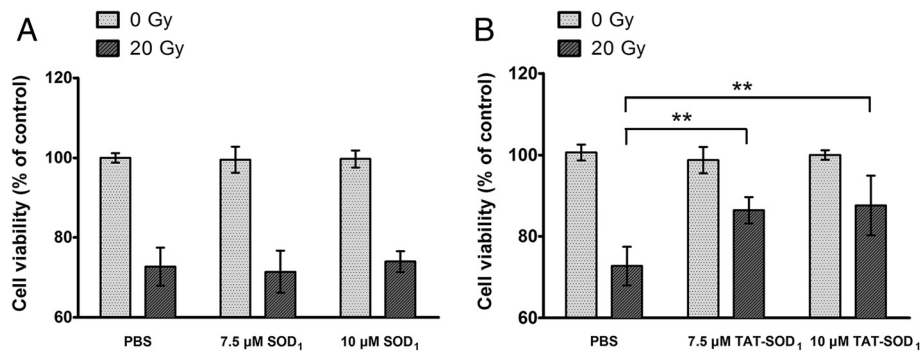 A
0 Gy
20 Gy
Cell viability (% of control)
120
100
80
60
PBS
7.5 µM SOD₁
10 µM SOD₁
B
0 Gy
20 Gy
Cell viability (% of control)
120
100
80
60
**
**
PBS
7.5 µM TAT-SOD₁
10 µM TAT-SOD₁